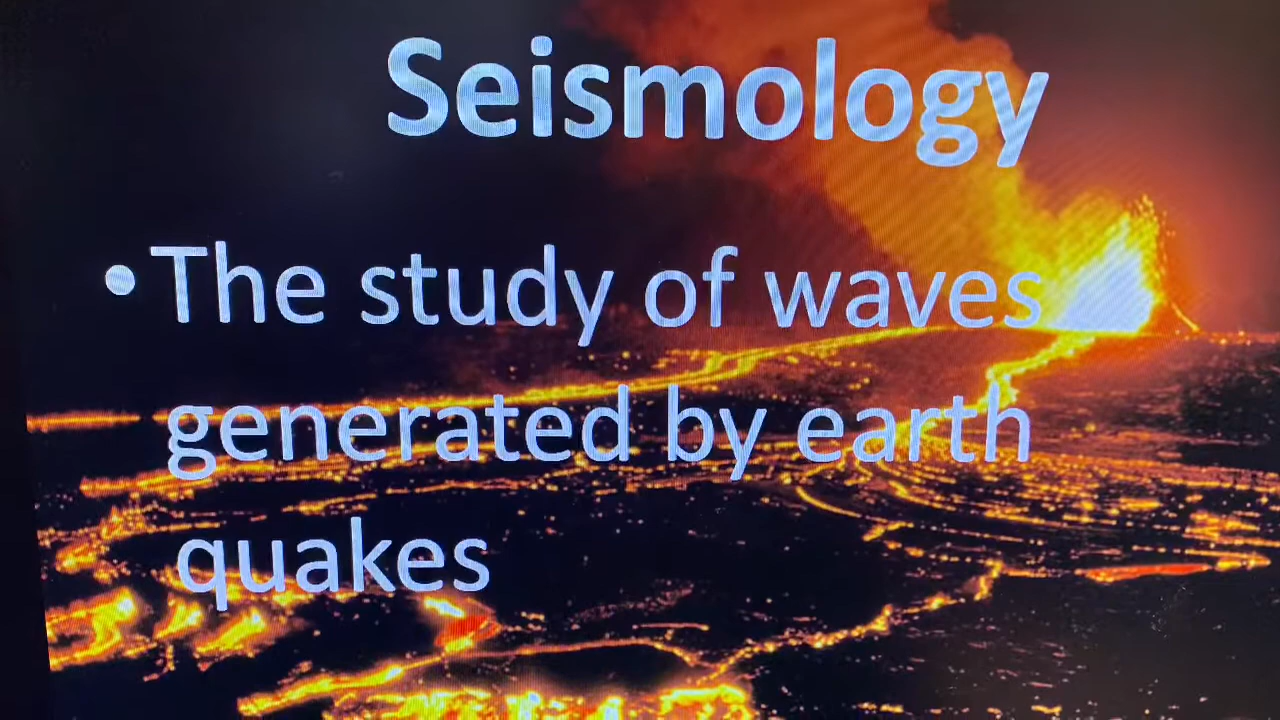 Seismology
•The study of waves
generated by earth
quakes